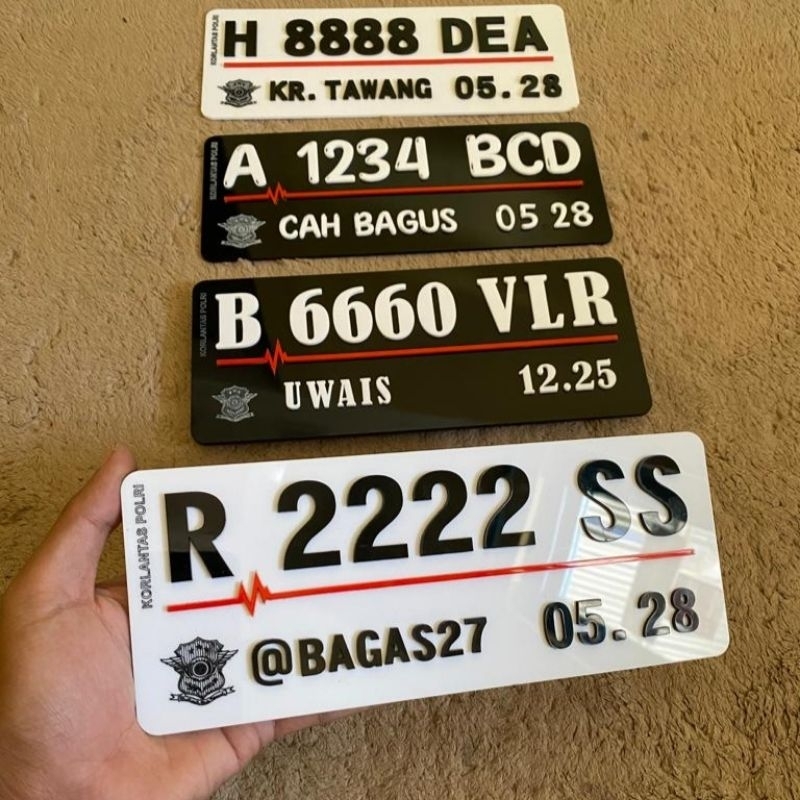 KORLANTAS POLRI
H 8888 DEA
KR. TAWANG 05.28
KORLANTAS POLRI
A 1234 BCD
CAH BAGUS 05 28
KORLANTAS POLRI
B 6660 VLR
UWAIS 12.25
KORLANTAS POLRI
R 2222 SS
@BAGAS27 05.28